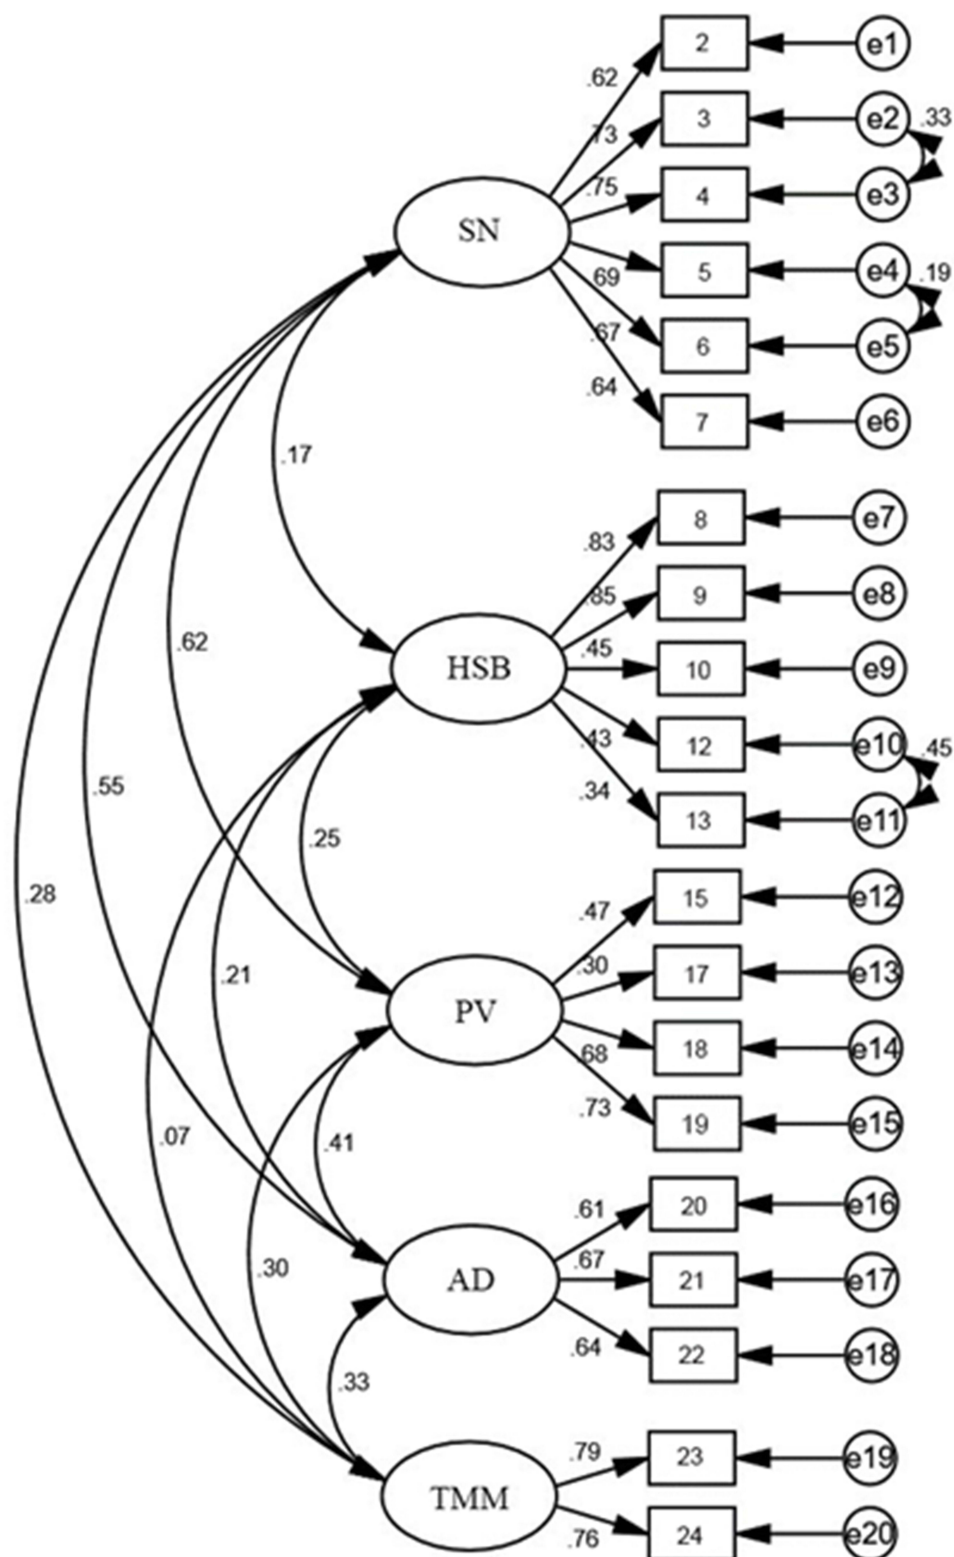 2 e1
.62
3 e2 .33
.73
.75 4 e3
SN
5 e4 .19
.69
.67 6 e5
.64 7 e6
.17
8 e7
.83
.85 9 e8
.62 .45
HSB 10 e9
.43 12 e10 .45
.55 .34
13 e11
.25
.28 .47 15 e12
.21 .30 17 e13
PV
.68 18 e14
.07 .41 .73 19 e15
.61 20 e16
.30 .67
AD 21 e17
.64 22 e18
.33
.79 23 e19
TMM
.76 24 e20